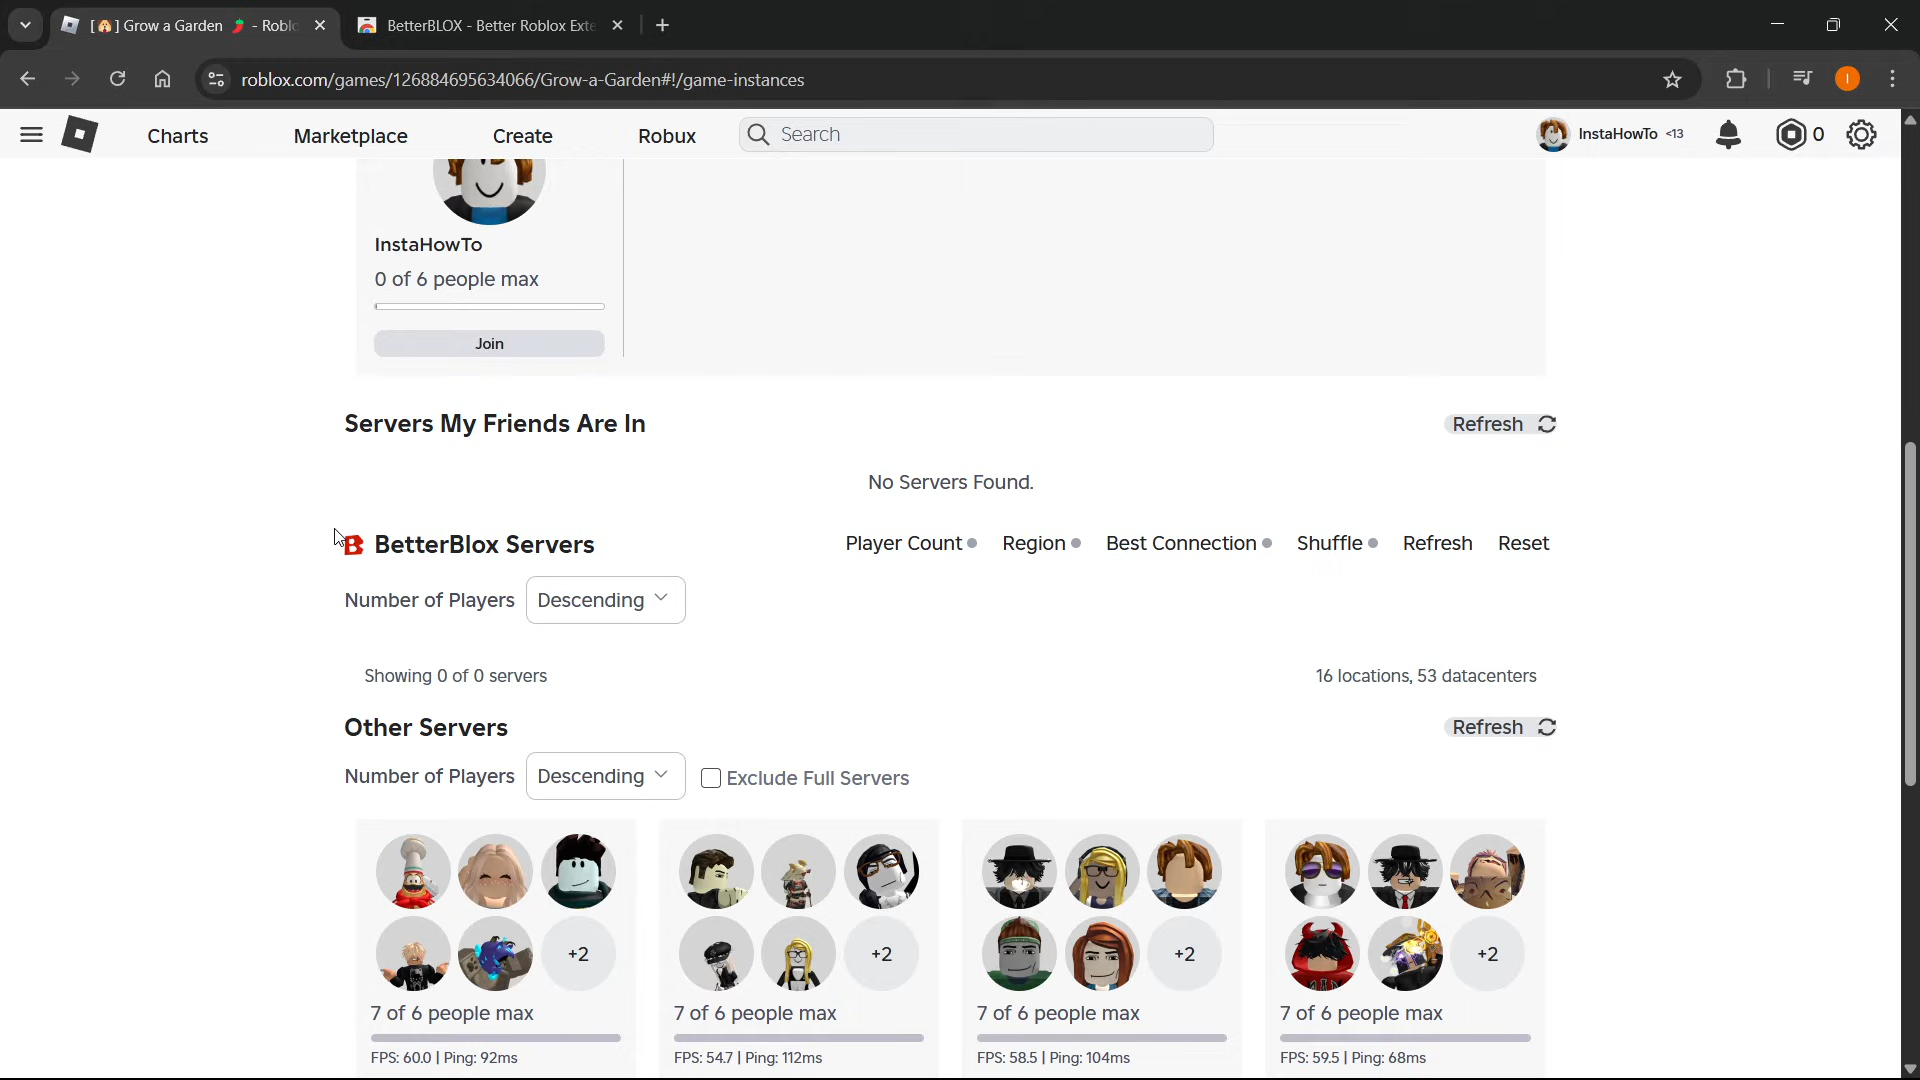 [🙈] Grow a Garden 🌶️ - Roblo
BetterBLOX - Better Roblox Exte
roblox.com/games/126884695634066/Grow-a-Garden#!/game-instances
I
Charts
Marketplace
Create
Robux
Search
InstaHowTo <13
0
InstaHowTo
0 of 6 people max
Join
Servers My Friends Are In
Refresh
No Servers Found.
B BetterBlox Servers
Player Count
Region
Best Connection
Shuffle
Refresh
Reset
Number of Players
Descending
Showing 0 of 0 servers
16 locations, 53 datacenters
Other Servers
Refresh
Number of Players
Descending
Exclude Full Servers
+2
+2
+2
+2
7 of 6 people max
7 of 6 people max
7 of 6 people max
7 of 6 people max
FPS: 60.0 | Ping: 92ms
FPS: 54.7 | Ping: 112ms
FPS: 58.5 | Ping: 104ms
FPS: 59.5 | Ping: 68ms